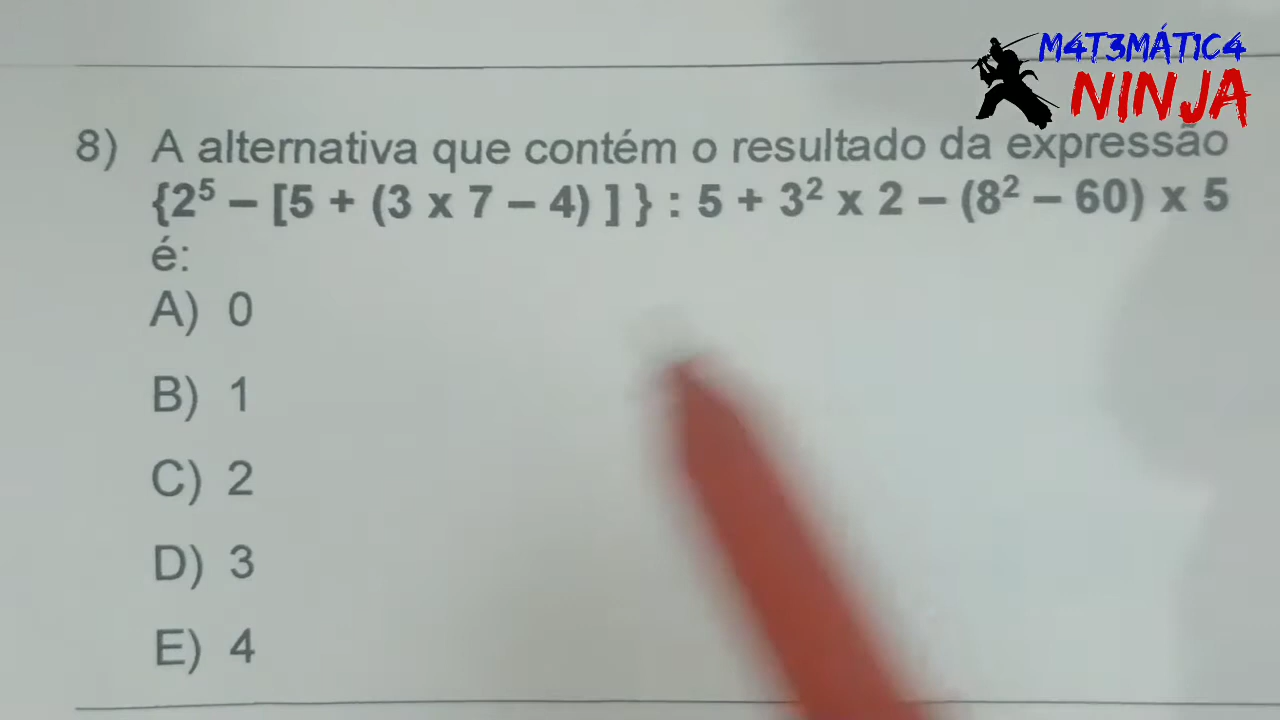 M4T3MÁTIC4
NINJA
8) A alternativa que contém o resultado da expressão
{2⁵ – [5 + (3 x 7 – 4) ] } : 5 + 3² x 2 – (8² – 60) x 5
é:
A) 0
B) 1
C) 2
D) 3
E) 4